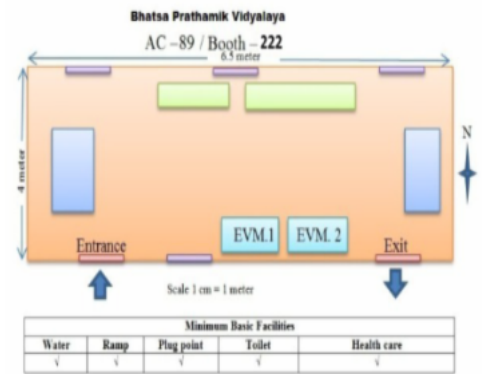 Bhatsa Prathamik Vidyalaya
AC –89 / Booth – 222
6.5 meter
4 meter
N
EVM.1 EVM. 2
Entrance Exit
Scale 1 cm = 1 meter
Minimum Basic Facilities
Water Ramp Plug point Toilet Health care
√ √ √ √ √